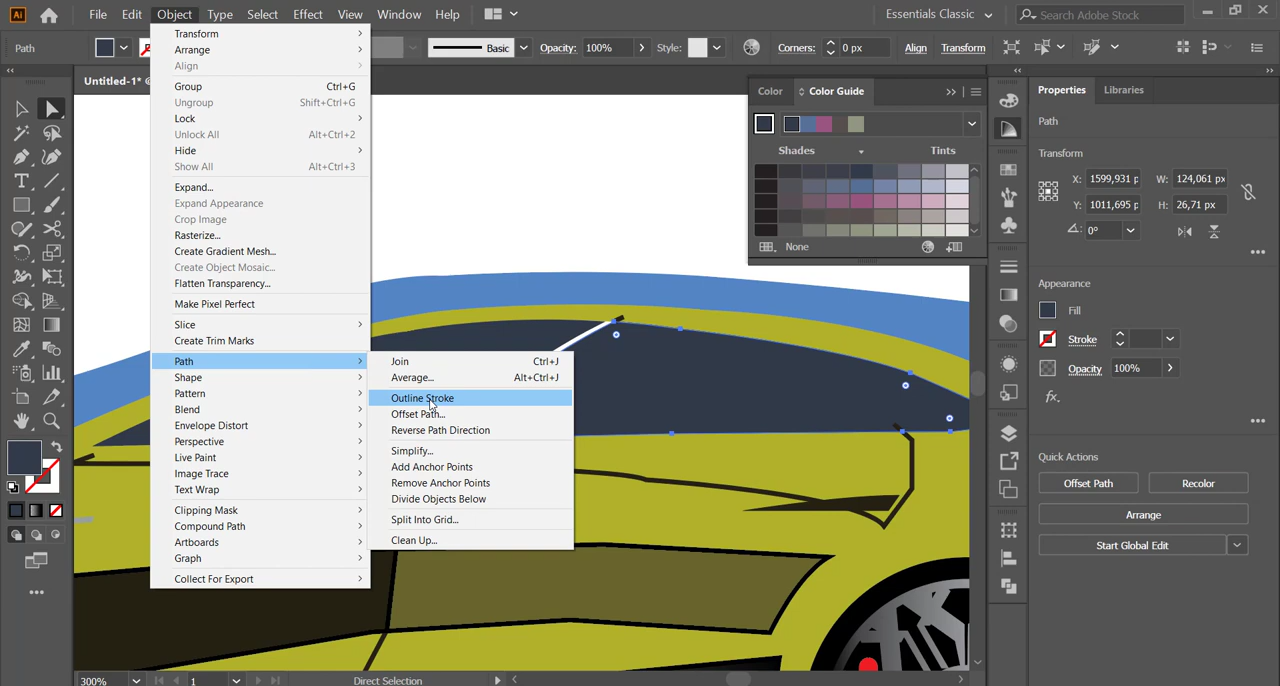 Ai File Edit Object Type Select Effect View Window Help Essentials Classic Search Adobe Stock
Path Basic Opacity: 100% Style: Corners: 0 px Align Transform
Untitled-1*
Transform
Arrange
Align
Group Ctrl+G
Ungroup Shift+Ctrl+G
Lock
Unlock All Alt+Ctrl+2
Hide
Show All Alt+Ctrl+3
Expand...
Expand Appearance
Crop Image
Rasterize...
Create Gradient Mesh...
Create Object Mosaic...
Flatten Transparency...
Make Pixel Perfect
Slice
Create Trim Marks
Path
Shape
Pattern
Blend
Envelope Distort
Perspective
Live Paint
Image Trace
Text Wrap
Clipping Mask
Compound Path
Artboards
Graph
Collect For Export
Join Ctrl+J
Average... Alt+Ctrl+J
Outline Stroke
Offset Path...
Reverse Path Direction
Simplify...
Add Anchor Points
Remove Anchor Points
Divide Objects Below
Split Into Grid...
Clean Up...
Color Color Guide
Shades Tints
None
Properties Libraries
Path
Transform
X: 1599,931 p W: 124,061 px
Y: 1011,695 p H: 26,71 px
0°
Appearance
Fill
Stroke
Opacity 100%
fx
Quick Actions
Offset Path Recolor
Arrange
Start Global Edit
300% 1 Direct Selection